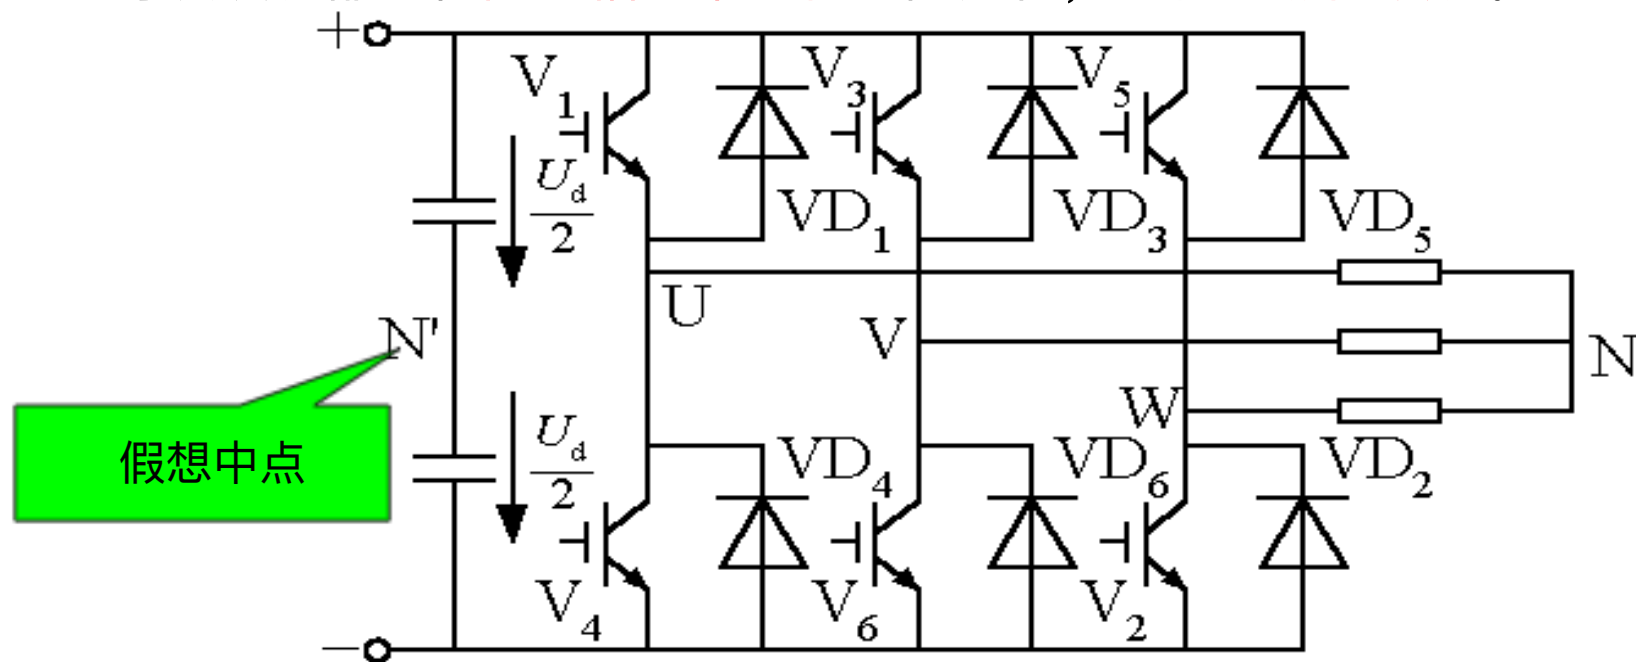 +
V1
V3
V5
Ud
2
VD1
VD3
VD5
U
N'
V
N
W
假想中点
Ud
2
VD4
VD6
VD2
V4
V6
V2
−